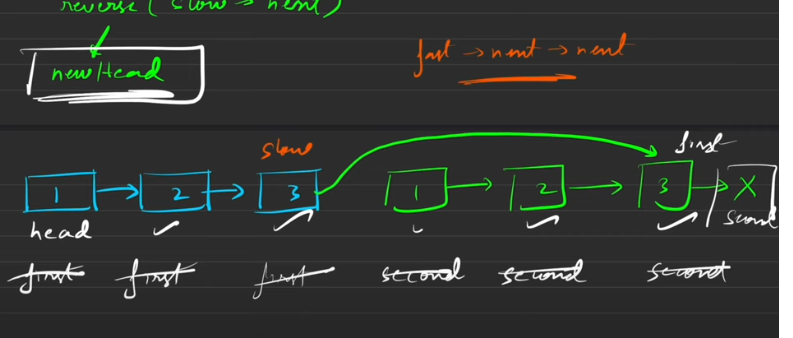 reverse ( slow → next )
newHead
fast → next → next
slow
first
1 → 2 → 3
1 → 2 → 3 → X
head
second
first first first second second second